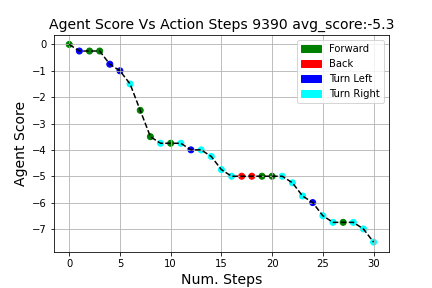 Agent Score Vs Action Steps 9390 avg_score:-5.3
Agent Score
0
−1
−2
−3
−4
−5
−6
−7
Forward
Back
Turn Left
Turn Right
0 5 10 15 20 25 30
Num. Steps